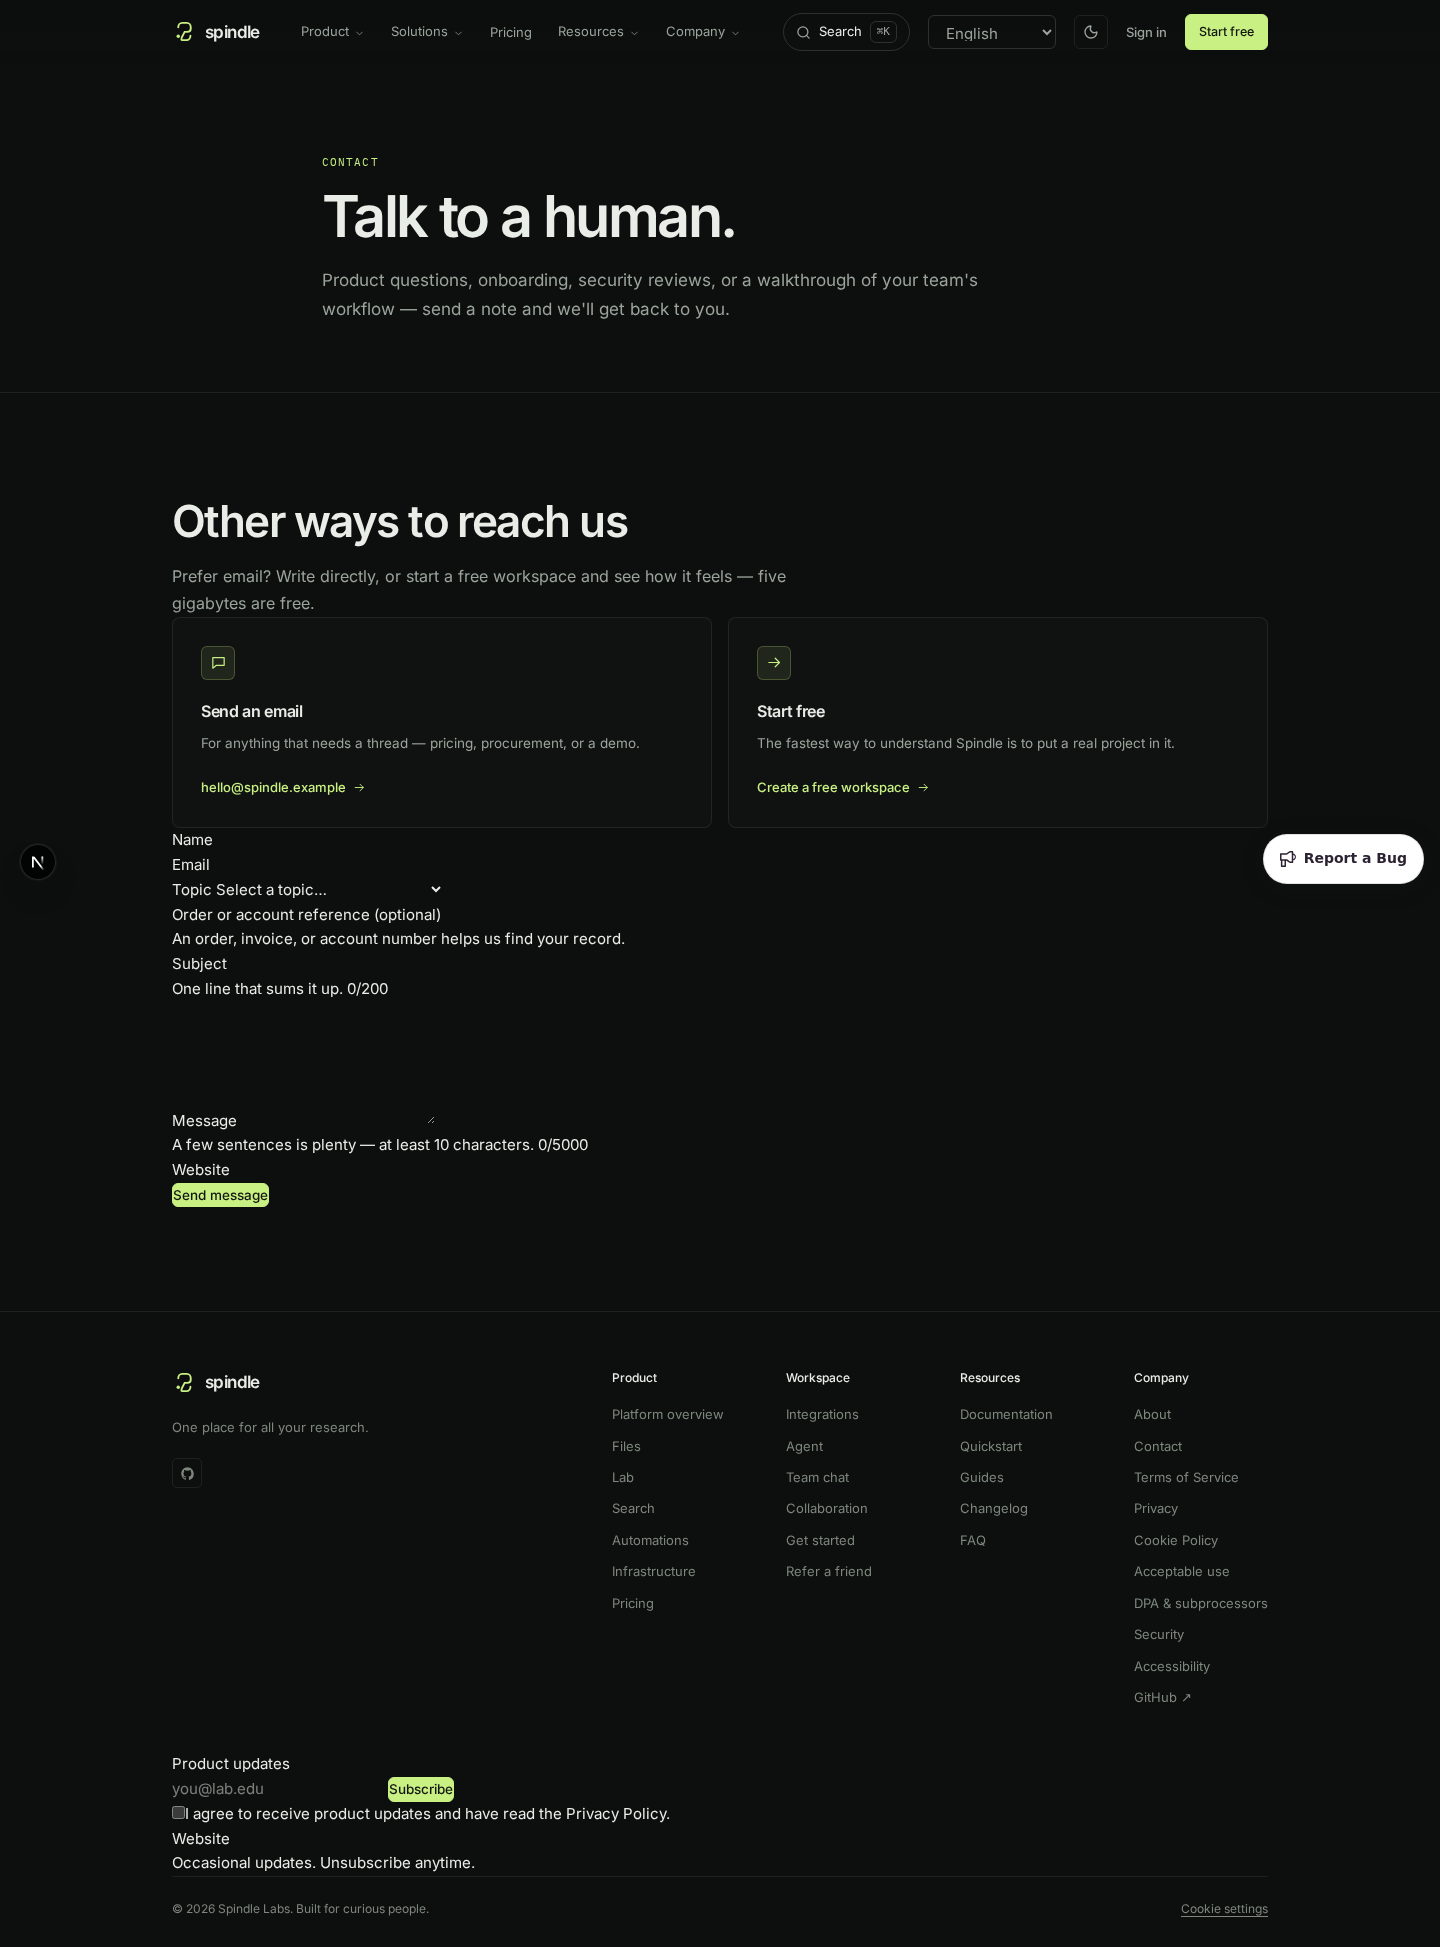 spindle
Product
Solutions
Pricing
Resources
Company
Search
⌘K
English
Sign in
Start free
CONTACT
Talk to a human.
Product questions, onboarding, security reviews, or a walkthrough of your team's
workflow — send a note and we'll get back to you.
Other ways to reach us
Prefer email? Write directly, or start a free workspace and see how it feels — five
gigabytes are free.
Send an email
For anything that needs a thread — pricing, procurement, or a demo.
hello@spindle.example →
Start free
The fastest way to understand Spindle is to put a real project in it.
Create a free workspace →
Name
Email
Topic Select a topic...
Order or account reference (optional)
An order, invoice, or account number helps us find your record.
Subject
One line that sums it up. 0/200
Message
A few sentences is plenty — at least 10 characters. 0/5000
Website
Send message
N
Report a Bug
spindle
One place for all your research.
Product
Platform overview
Files
Lab
Search
Automations
Infrastructure
Pricing
Workspace
Integrations
Agent
Team chat
Collaboration
Get started
Refer a friend
Resources
Documentation
Quickstart
Guides
Changelog
FAQ
Company
About
Contact
Terms of Service
Privacy
Cookie Policy
Acceptable use
DPA & subprocessors
Security
Accessibility
GitHub ↗
Product updates
you@lab.edu
Subscribe
I agree to receive product updates and have read the Privacy Policy.
Website
Occasional updates. Unsubscribe anytime.
© 2026 Spindle Labs. Built for curious people.
Cookie settings